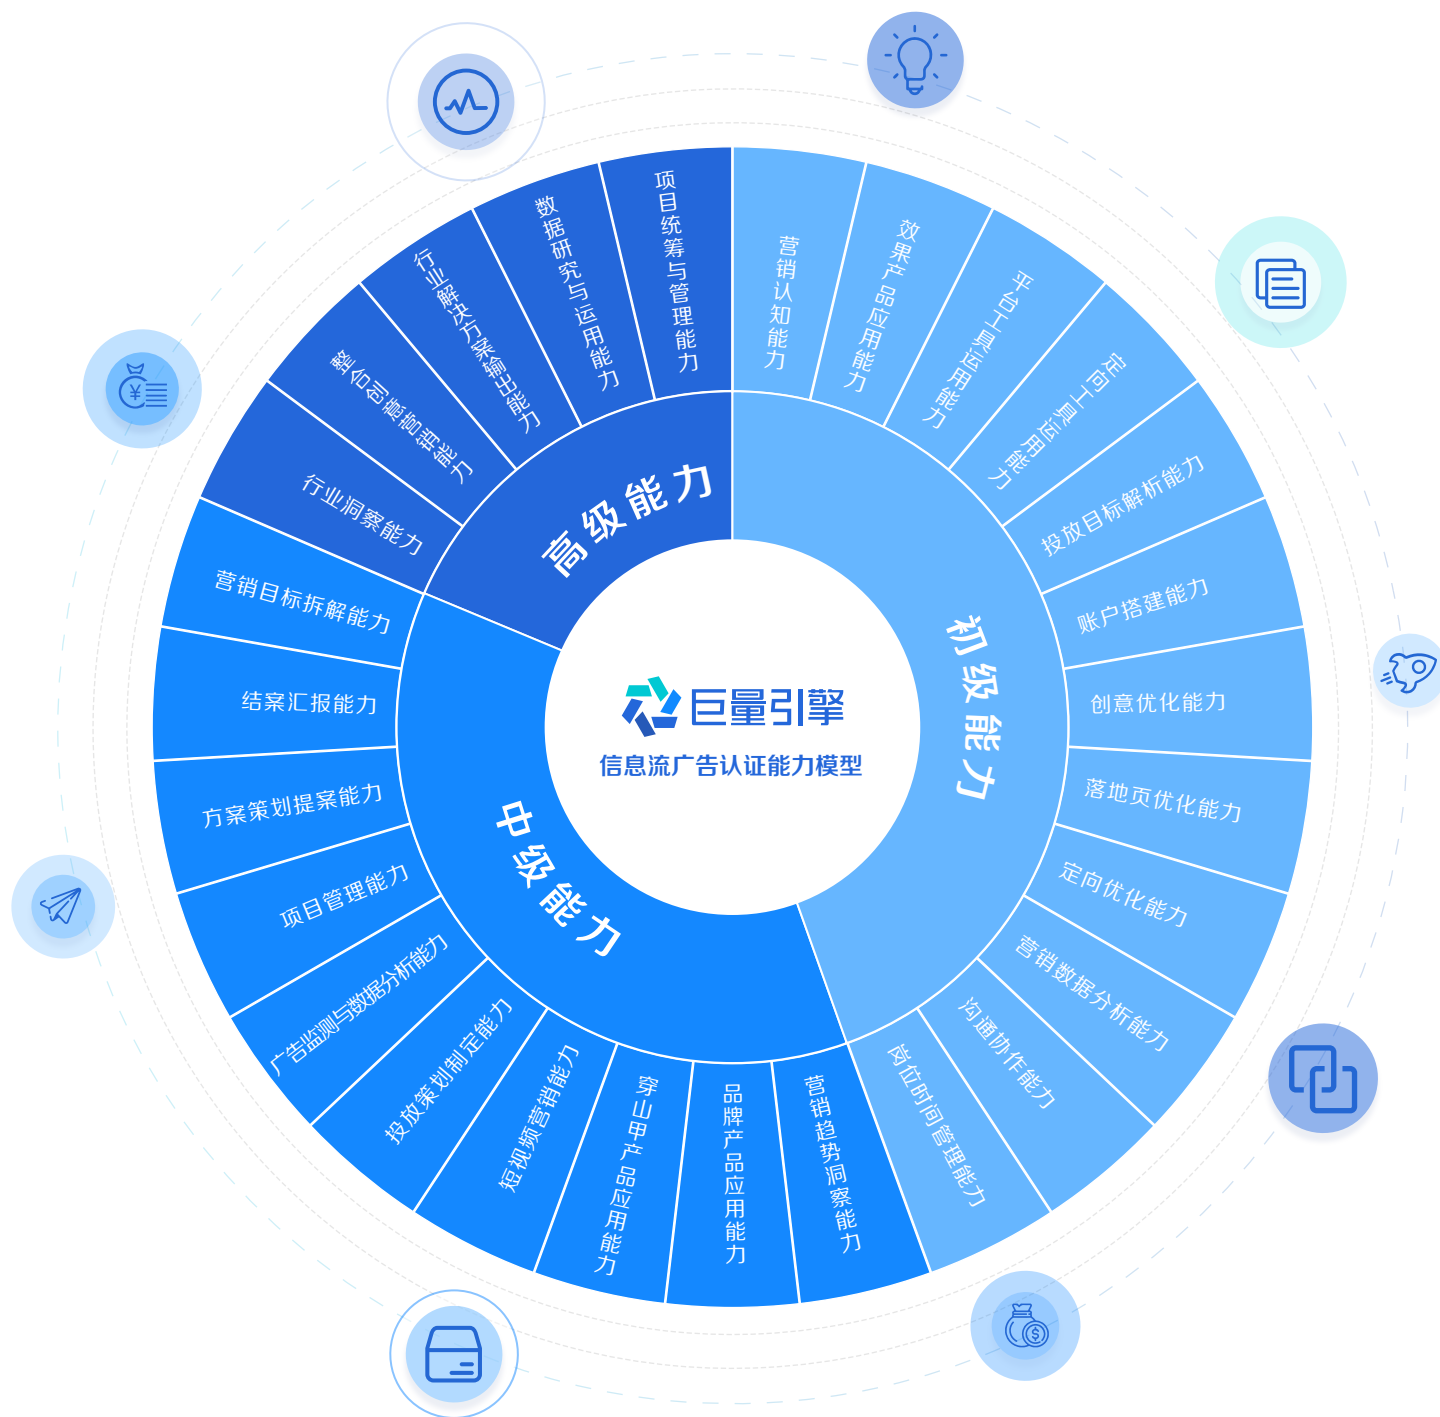 巨量引擎
信息流广告认证能力模型
初级能力
营销认知能力
效果产品应用能力
平台工具运用能力
定向工具运用能力
投放目标解析能力
账户搭建能力
创意优化能力
落地页优化能力
定向优化能力
营销数据分析能力
沟通协作能力
岗位时间管理能力
中级能力
营销趋势洞察能力
品牌产品应用能力
穿山甲产品应用能力
短视频营销能力
投放策划制定能力
广告监测与数据分析能力
项目管理能力
方案策划提案能力
结案汇报能力
营销目标拆解能力
高级能力
行业洞察能力
整合创意营销能力
行业解决方案输出能力
数据研究与运用能力
项目统筹与管理能力